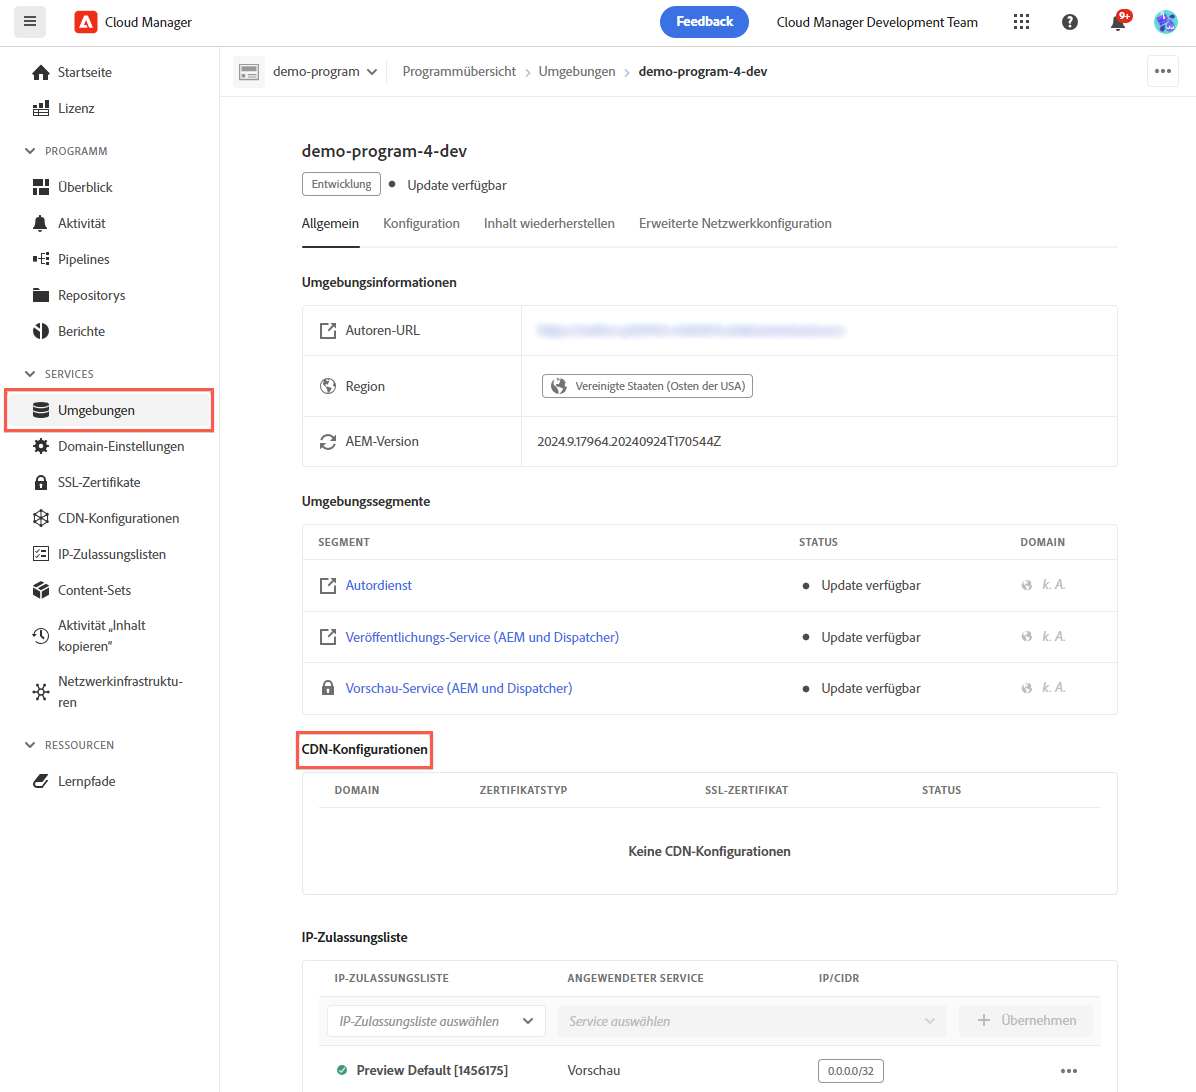 Cloud Manager
Feedback
Cloud Manager Development Team
9+
Startseite
Lizenz
PROGRAMM
Überblick
Aktivität
Pipelines
Repositorys
Berichte
SERVICES
Umgebungen
Domain-Einstellungen
SSL-Zertifikate
CDN-Konfigurationen
IP-Zulassungslisten
Content-Sets
Aktivität „Inhalt
kopieren“
Netzwerkinfrastruktu-
ren
RESSOURCEN
Lernpfade
demo-program
Programmübersicht > Umgebungen > demo-program-4-dev
demo-program-4-dev
Entwicklung Update verfügbar
Allgemein Konfiguration Inhalt wiederherstellen Erweiterte Netzwerkkonfiguration
Umgebungsinformationen
Autoren-URL
Region Vereinigte Staaten (Osten der USA)
AEM-Version 2024.9.17964.20240924T170544Z
Umgebungssegmente
SEGMENT STATUS DOMAIN
Autordienst Update verfügbar k. A.
Veröffentlichungs-Service (AEM und Dispatcher) Update verfügbar k. A.
Vorschau-Service (AEM und Dispatcher) Update verfügbar k. A.
CDN-Konfigurationen
DOMAIN ZERTIFIKATSTYP SSL-ZERTIFIKAT STATUS
Keine CDN-Konfigurationen
IP-Zulassungsliste
IP-ZULASSUNGSLISTE ANGEWENDETER SERVICE IP/CIDR
IP-Zulassungsliste auswählen Service auswählen + Übernehmen
Preview Default [1456175] Vorschau 0.0.0.0/32